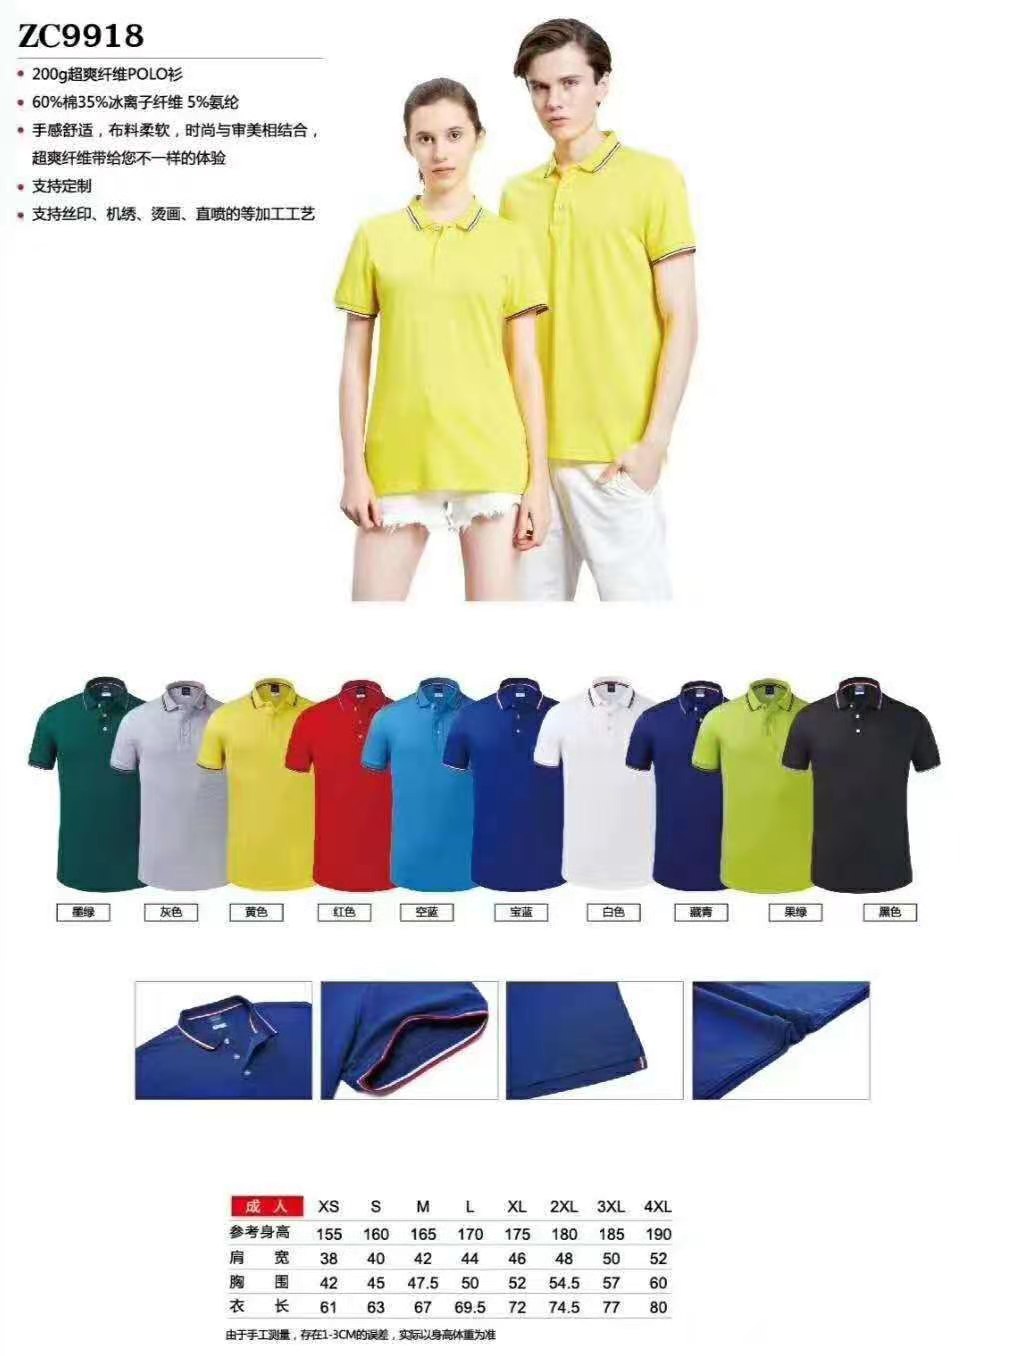 ZC9918
200g超爽纤维POLO衫
60%棉35%冰离子纤维 5%氨纶
手感舒适，布料柔软，时尚与审美相结合，
超爽纤维带给您不一样的体验
支持定制
支持丝印、机绣、烫画、直喷的等加工工艺
墨绿 灰色 黄色 红色 空蓝 宝蓝 白色 藏青 果绿 黑色
成 人 XS S M L XL 2XL 3XL 4XL
参考身高 155 160 165 170 175 180 185 190
肩 宽 38 40 42 44 46 48 50 52
胸 围 42 45 47.5 50 52 54.5 57 60
衣 长 61 63 67 69.5 72 74.5 77 80
由于手工测量，存在1-3CM的误差，实际以身高体重为准